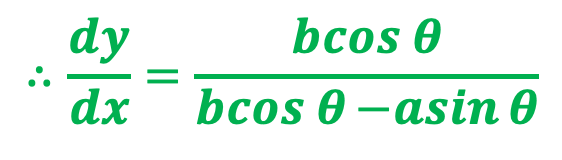 ∴ dy/dx = bcos θ / bcos θ − asin θ